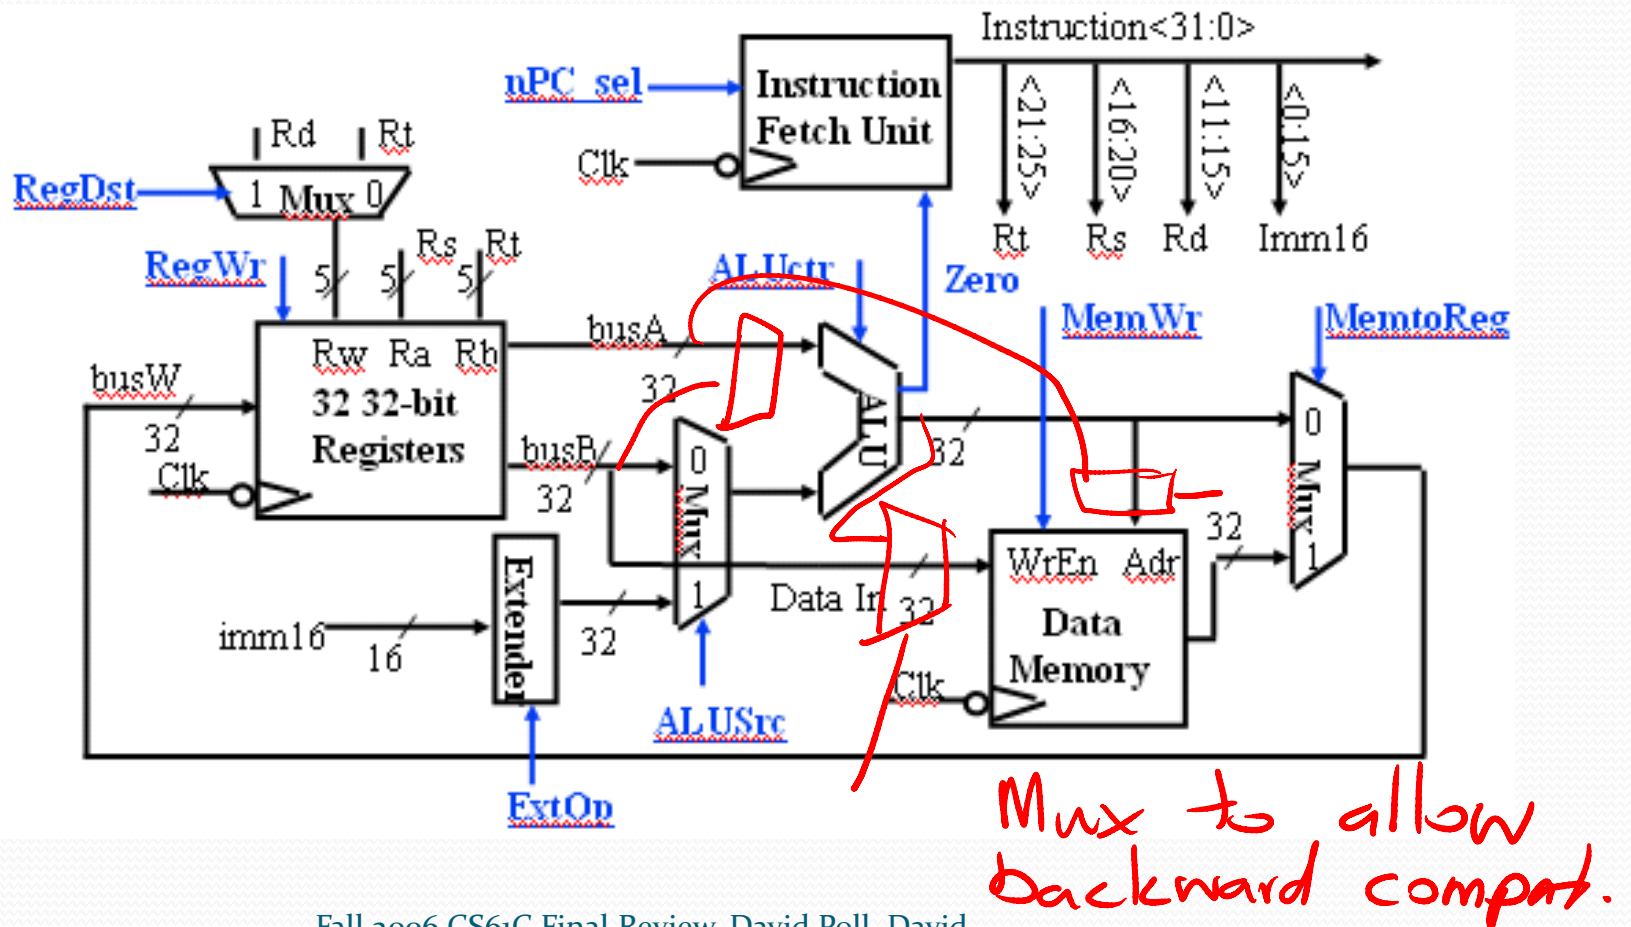 Instruction<31:0>
nPC_sel
Instruction
Fetch Unit
Clk
<21:25>
<16:20>
<11:15>
<0:15>
Rt
Rs
Rd
Imm16
Rd
Rt
RegDst
1 Mux 0
RegWr
5
5
5
Rs
Rt
ALUctr
Zero
MemWr
MemtoReg
busW
32
Clk
Rw Ra Rb
32 32-bit
Registers
busA
32
busB
32
0
Mux
1
ALU
32
imm16
16
Extender
32
ALUSrc
ExtOp
Data In
32
WrEn Adr
Data
Memory
Clk
32
0
Mux
1
Mux to allow
backward compat.
Fall 2006 CS61C Final Review, David Poll, David